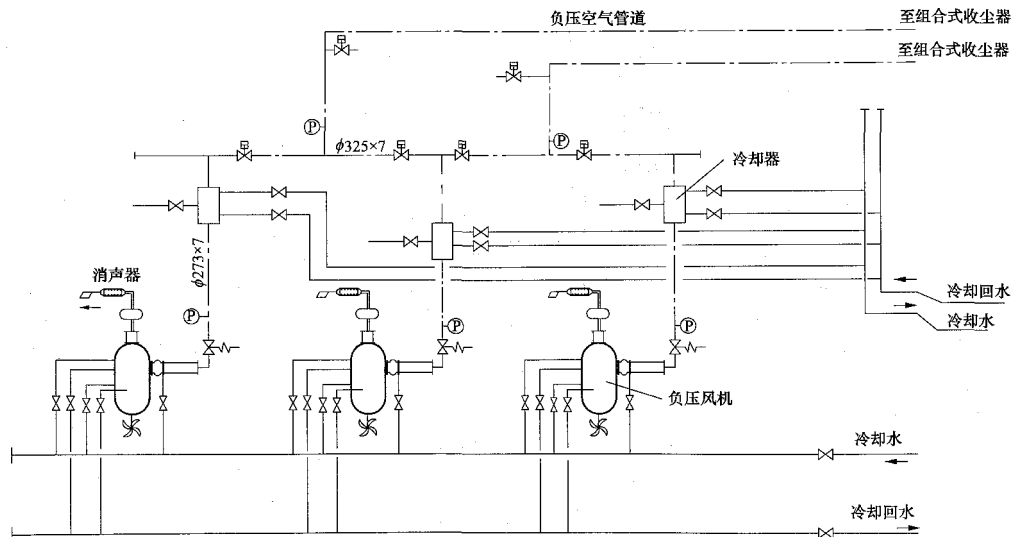 负压空气管道
至组合式收尘器
至组合式收尘器
P
P
ϕ325×7
冷却器
ϕ273×7
消声器
冷却回水
冷却水
P
P
P
负压风机
冷却水
冷却回水